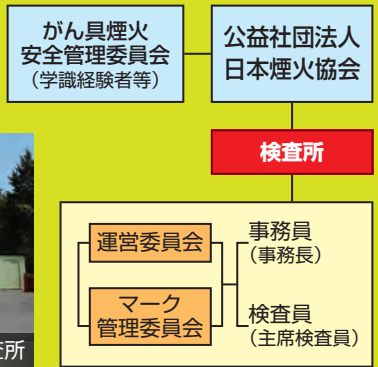 がん具煙火
安全管理委員会
（学識経験者等）
公益社団法人
日本煙火協会
検査所
運営委員会
マーク
管理委員会
事務員
（事務長）
検査員
（主席検査員）
査所